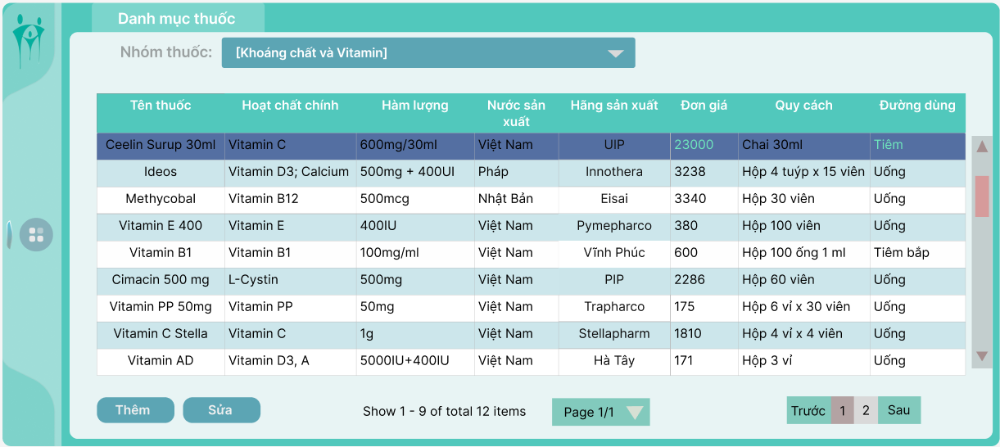 Danh mục thuốc
Nhóm thuốc: [Khoáng chất và Vitamin]
Tên thuốc Hoạt chất chính Hàm lượng Nước sản xuất Hãng sản xuất Đơn giá Quy cách Đường dùng
Ceelin Surup 30ml Vitamin C 600mg/30ml Việt Nam UIP 23000 Chai 30ml Tiêm
Ideos Vitamin D3; Calcium 500mg + 400UI Pháp Innothera 3238 Hộp 4 tuýp x 15 viên Uống
Methycobal Vitamin B12 500mcg Nhật Bản Eisai 3340 Hộp 30 viên Uống
Vitamin E 400 Vitamin E 400IU Việt Nam Pymepharco 380 Hộp 100 viên Uống
Vitamin B1 Vitamin B1 100mg/ml Việt Nam Vĩnh Phúc 600 Hộp 100 ống 1 ml Tiêm bắp
Cimacin 500 mg L-Cystin 500mg Việt Nam PIP 2286 Hộp 60 viên Uống
Vitamin PP 50mg Vitamin PP 50mg Việt Nam Trapharco 175 Hộp 6 vỉ x 30 viên Uống
Vitamin C Stella Vitamin C 1g Việt Nam Stellapharm 1810 Hộp 4 vỉ x 4 viên Uống
Vitamin AD Vitamin D3, A 5000IU+400IU Việt Nam Hà Tây 171 Hộp 3 vỉ Uống
Thêm Sửa Show 1 - 9 of total 12 items Page 1/1 Trước 1 2 Sau